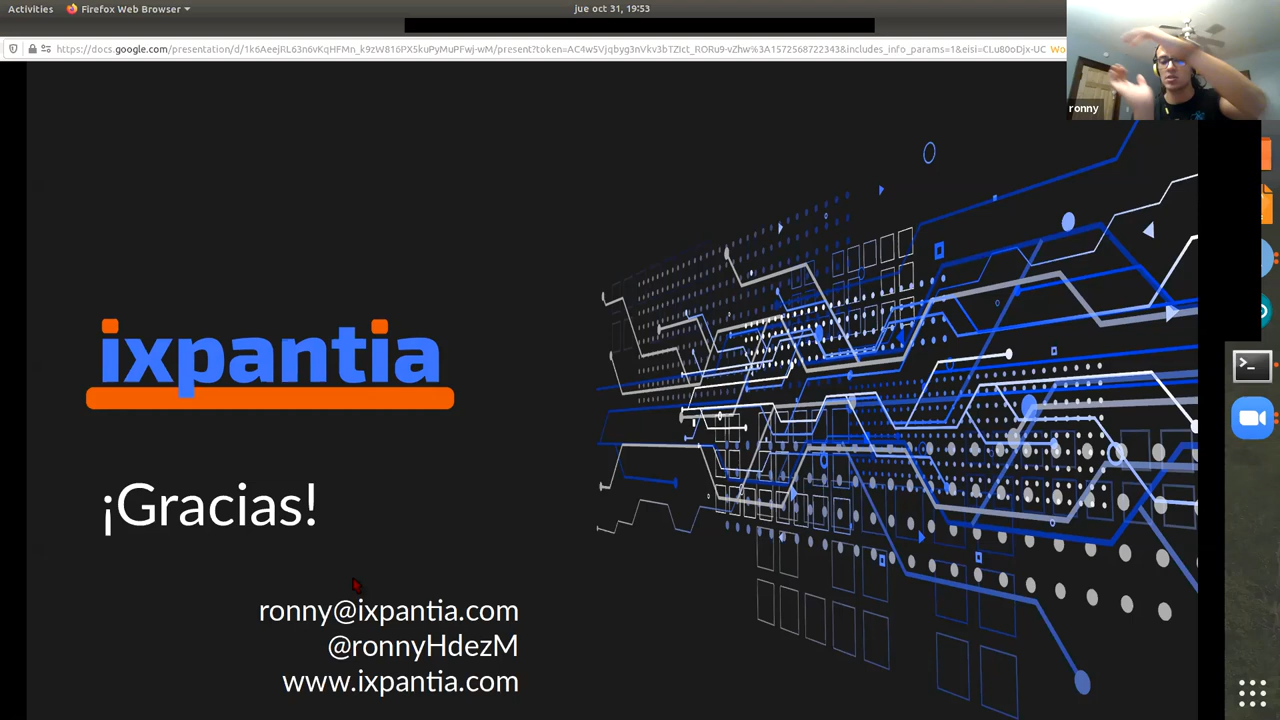 Activities
Firefox Web Browser
jue oct 31, 19:53
ronny
ixpantia
¡Gracias!
ronny@ixpantia.com
@ronnyHdezM
www.ixpantia.com